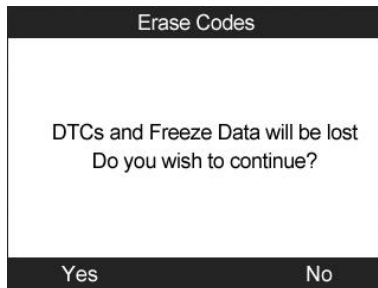 Erase Codes
DTCs and Freeze Data will be lost
Do you wish to continue?
Yes No